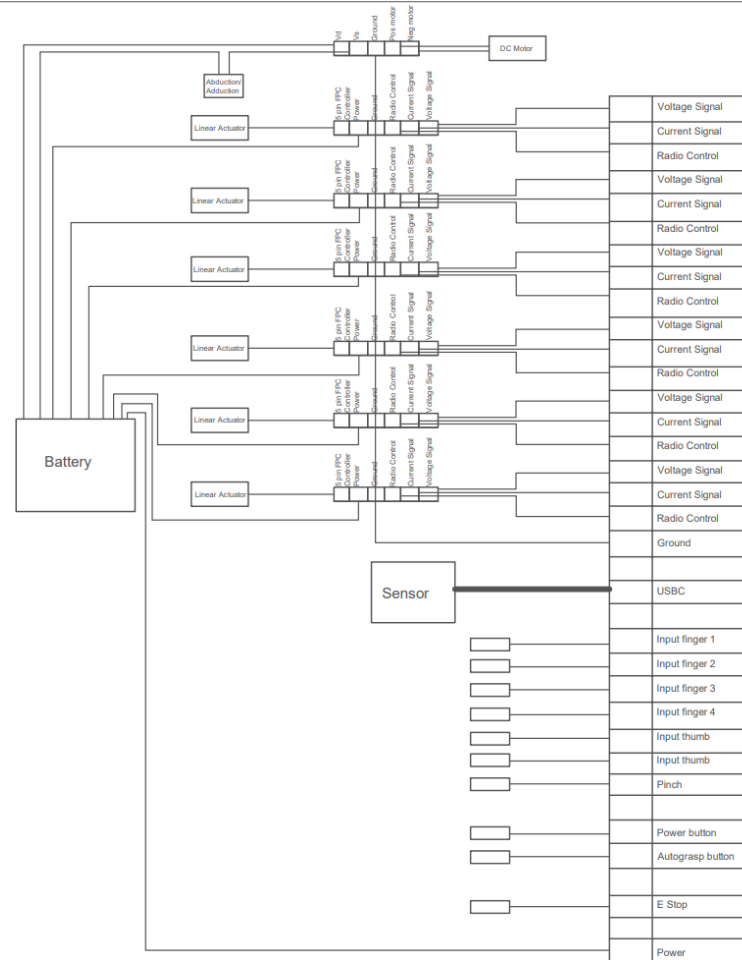 Vd
Vs
Ground
Pos motor
Neg motor
DC Motor
Abduction/
Adduction
5 pin FPC
Controller
Power
Ground
Radio Control
Current Signal
Voltage Signal
Linear Actuator
Voltage Signal
Current Signal
Radio Control
5 pin FPC
Controller
Power
Ground
Radio Control
Current Signal
Voltage Signal
Linear Actuator
Voltage Signal
Current Signal
Radio Control
5 pin FPC
Controller
Power
Ground
Radio Control
Current Signal
Voltage Signal
Linear Actuator
Voltage Signal
Current Signal
Radio Control
5 pin FPC
Controller
Power
Ground
Radio Control
Current Signal
Voltage Signal
Linear Actuator
Voltage Signal
Current Signal
Radio Control
5 pin FPC
Controller
Power
Ground
Radio Control
Current Signal
Voltage Signal
Linear Actuator
Voltage Signal
Current Signal
Radio Control
Battery
5 pin FPC
Controller
Power
Ground
Radio Control
Current Signal
Voltage Signal
Linear Actuator
Voltage Signal
Current Signal
Radio Control
Ground
Sensor
USBC
Input finger 1
Input finger 2
Input finger 3
Input finger 4
Input thumb
Input thumb
Pinch
Power button
Autograsp button
E Stop
Power